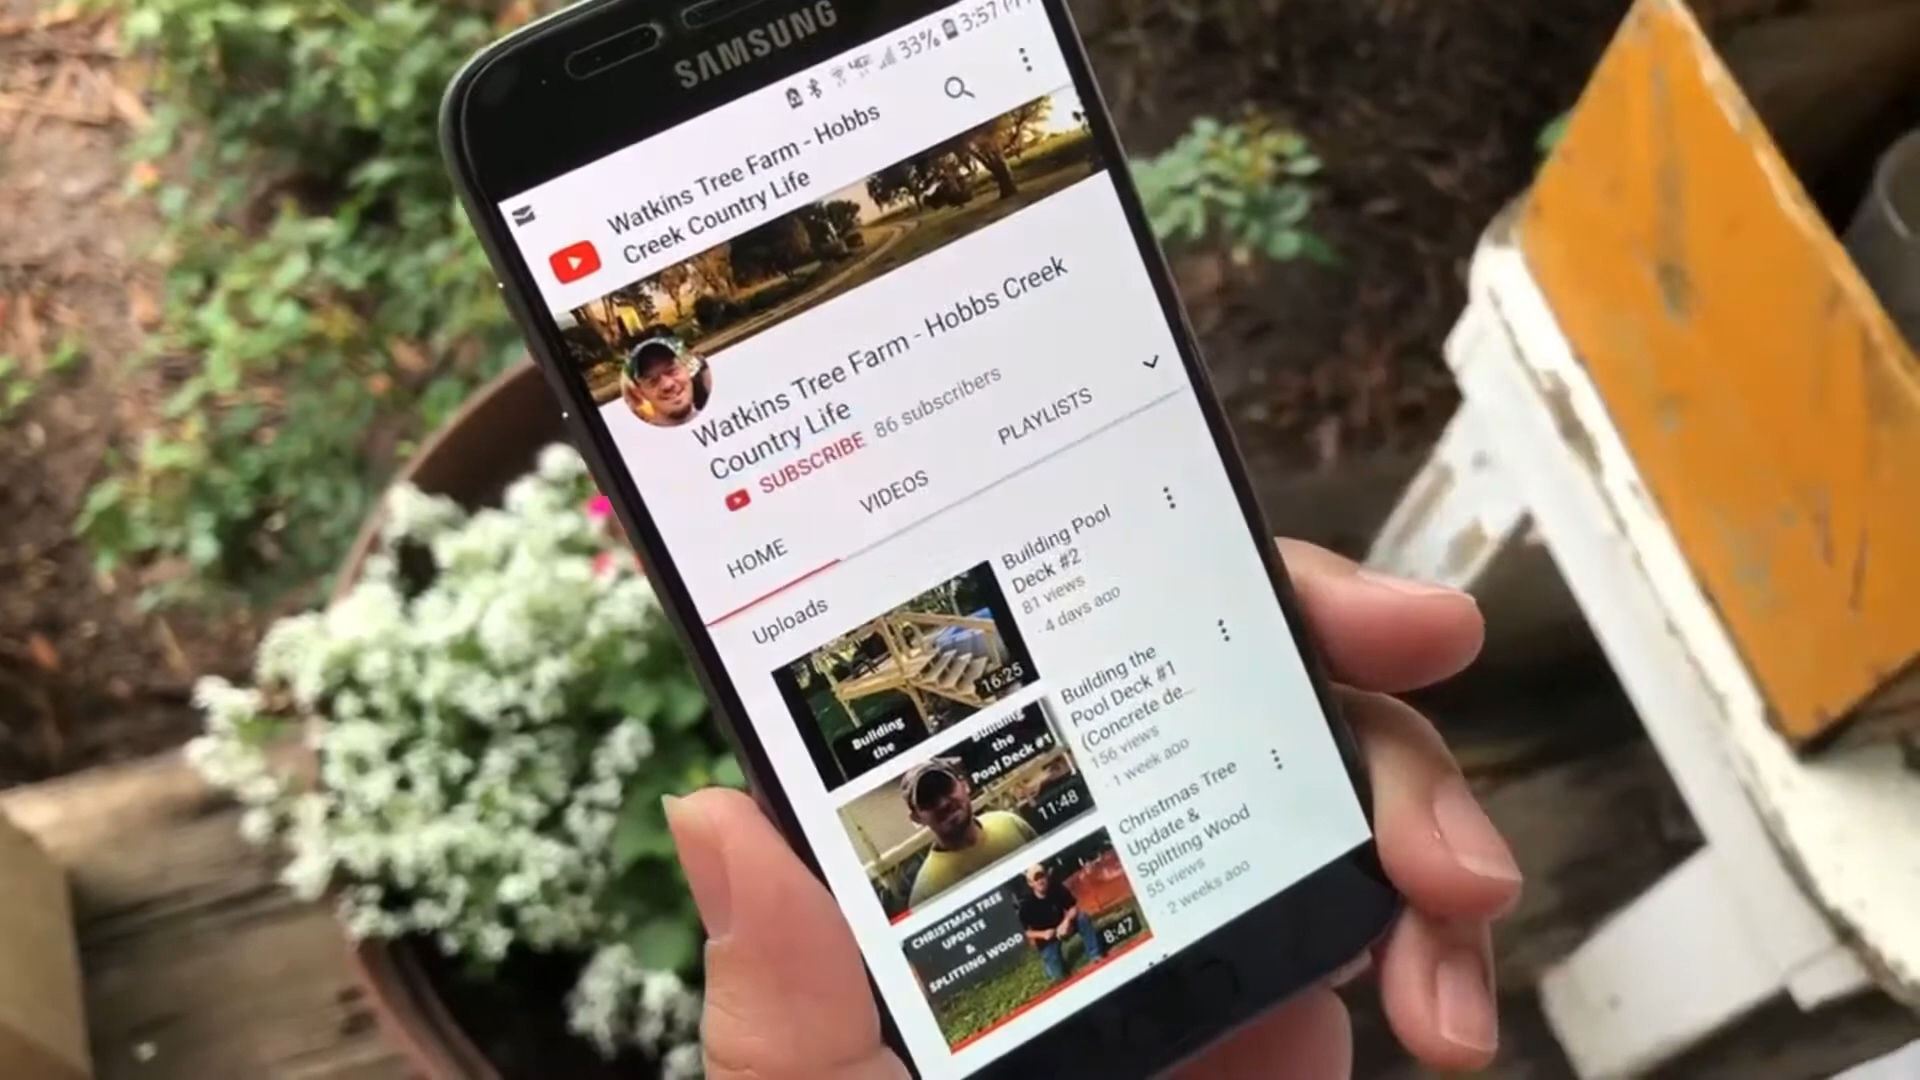 SAMSUNG
33% 3:57 PM
Watkins Tree Farm - Hobbs
Creek Country Life
Watkins Tree Farm - Hobbs Creek
Country Life
SUBSCRIBE 86 subscribers
HOME VIDEOS PLAYLISTS
Uploads
Building
the
16:25
Building Pool
Deck #2
81 views
· 4 days ago
Building
the
Pool Deck #1
11:48
Building the
Pool Deck #1
(Concrete de...
156 views
· 1 week ago
CHRISTMAS TREE
UPDATE
&
SPLITTING WOOD
8:47
Christmas Tree
Update &
Splitting Wood
55 views
· 2 weeks ago